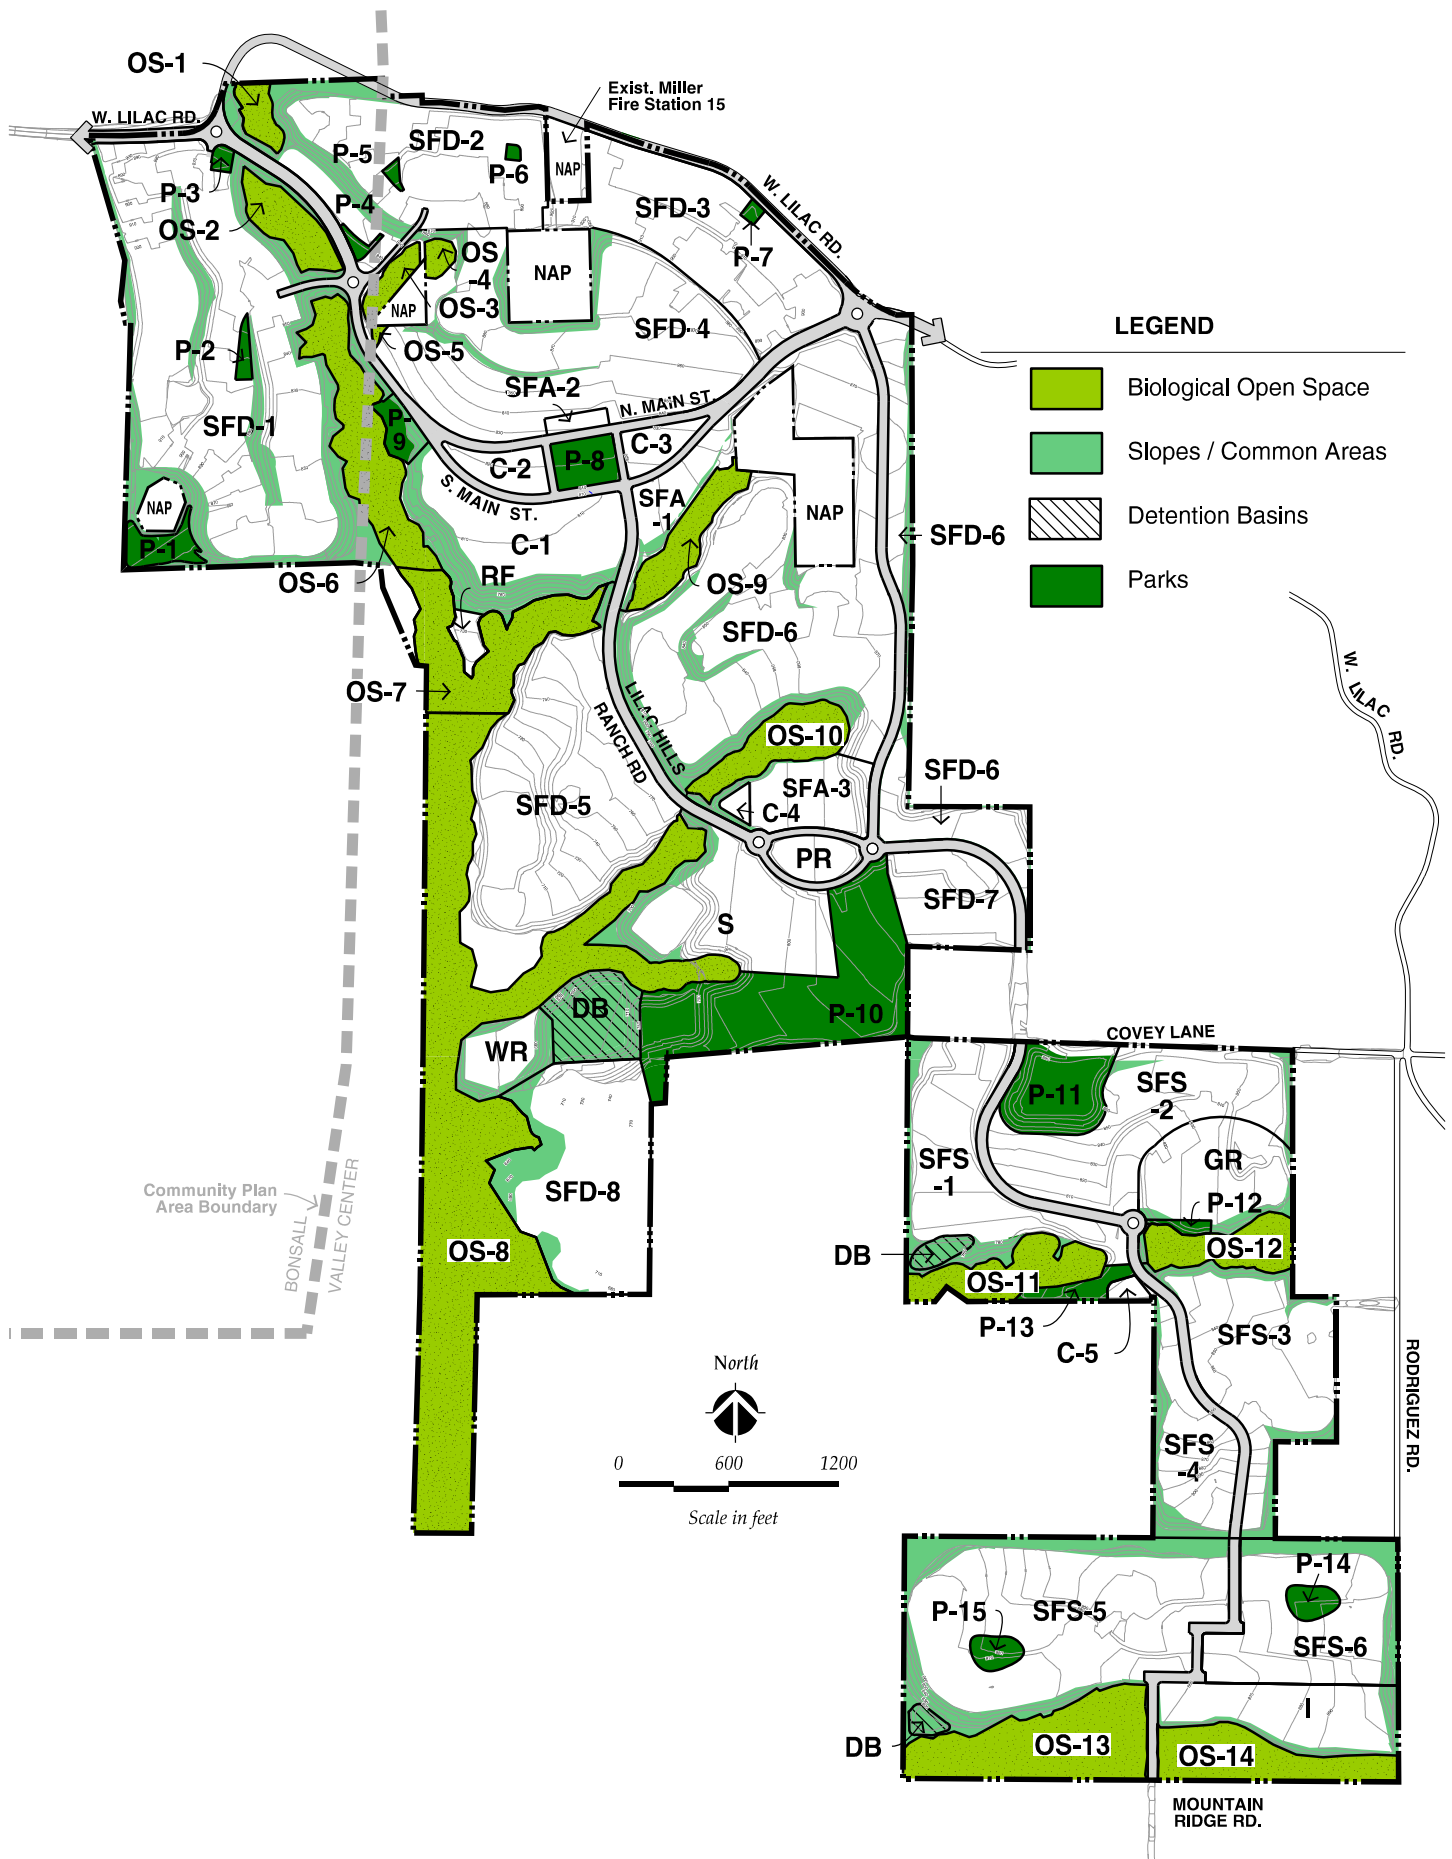 OS-1
W. LILAC RD.
Exist. Miller
Fire Station 15
SFD-2
P-5
P-6
NAP
P-3
P-4
OS-2
SFD-3
W. LILAC RD.
P-7
OS
-4
NAP
OS-3
NAP
SFD-4
OS-5
P-2
SFA-2
N. MAIN ST.
SFD-1
P-
9
C-2
P-8
C-3
S. MAIN ST.
SFA
-1
NAP
NAP
P-1
C-1
SFD-6
RF
OS-6
OS-9
SFD-6
OS-7
LILAC HILLS
RANCH RD
OS-10
SFD-5
SFA-3
C-4
SFD-6
PR
SFD-7
S
DB
P-10
WR
COVEY LANE
P-11
SFS
-2
SFS
-1
GR
SFD-8
P-12
Community Plan
Area Boundary
BONSALL
VALLEY CENTER
OS-8
DB
OS-12
OS-11
P-13
C-5
SFS-3
North
0 600 1200
Scale in feet
SFS
-4
RODRIGUEZ RD.
P-14
P-15
SFS-5
SFS-6
I
DB
OS-13
OS-14
MOUNTAIN
RIDGE RD.
LEGEND
Biological Open Space
Slopes / Common Areas
Detention Basins
Parks
W. LILAC RD.